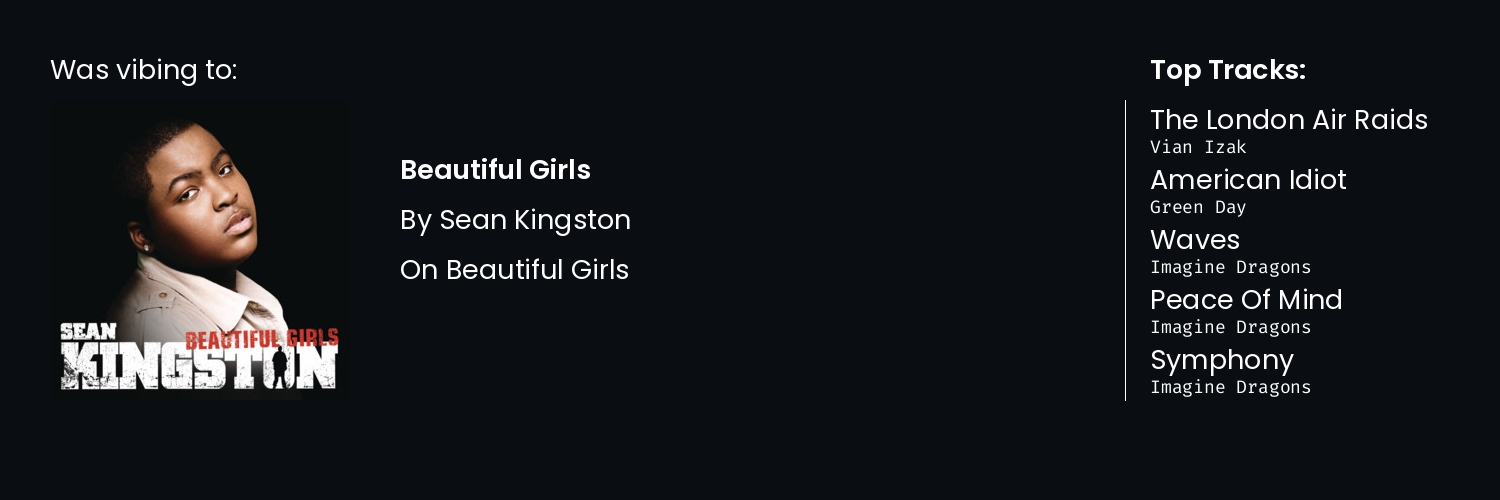 Was vibing to:
SEAN
BEAUTIFUL GIRLS
KINGSTON
Beautiful Girls
By Sean Kingston
On Beautiful Girls
Top Tracks:
The London Air Raids
Vian Izak
American Idiot
Green Day
Waves
Imagine Dragons
Peace Of Mind
Imagine Dragons
Symphony
Imagine Dragons